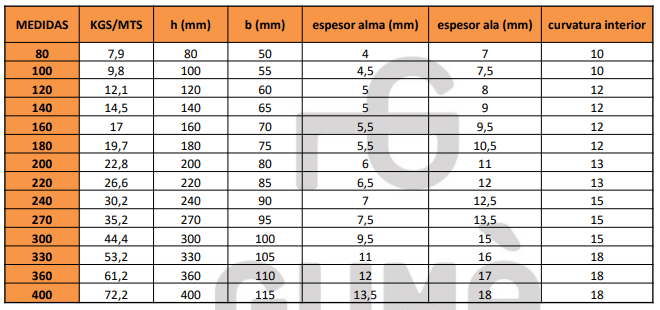 MEDIDAS KGS/MTS h (mm) b (mm) espesor alma (mm) espesor ala (mm) curvatura interior
80 7,9 80 50 4 7 10
100 9,8 100 55 4,5 7,5 10
120 12,1 120 60 5 8 12
140 14,5 140 65 5 9 12
160 17 160 70 5,5 9,5 12
180 19,7 180 75 5,5 10,5 12
200 22,8 200 80 6 11 13
220 26,6 220 85 6,5 12 13
240 30,2 240 90 7 12,5 15
270 35,2 270 95 7,5 13,5 15
300 44,4 300 100 9,5 15 15
330 53,2 330 105 11 16 18
360 61,2 360 110 12 17 18
400 72,2 400 115 13,5 18 18
GUMÈ